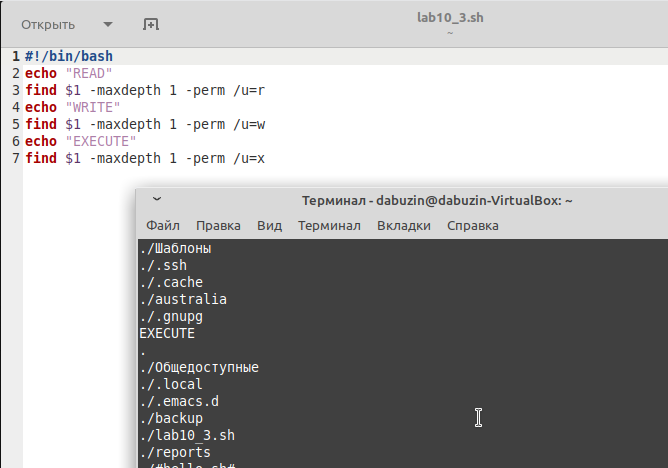 Открыть
lab10_3.sh
~
1 #!/bin/bash
2 echo "READ"
3 find $1 -maxdepth 1 -perm /u=r
4 echo "WRITE"
5 find $1 -maxdepth 1 -perm /u=w
6 echo "EXECUTE"
7 find $1 -maxdepth 1 -perm /u=x
Терминал - dabuzin@dabuzin-VirtualBox: ~
Файл Правка Вид Терминал Вкладки Справка
./Шаблоны
./.ssh
./.cache
./australia
./.gnupg
EXECUTE
.
./Общедоступные
./.local
./.emacs.d
./backup
./lab10_3.sh
./reports
./#hello.sh#